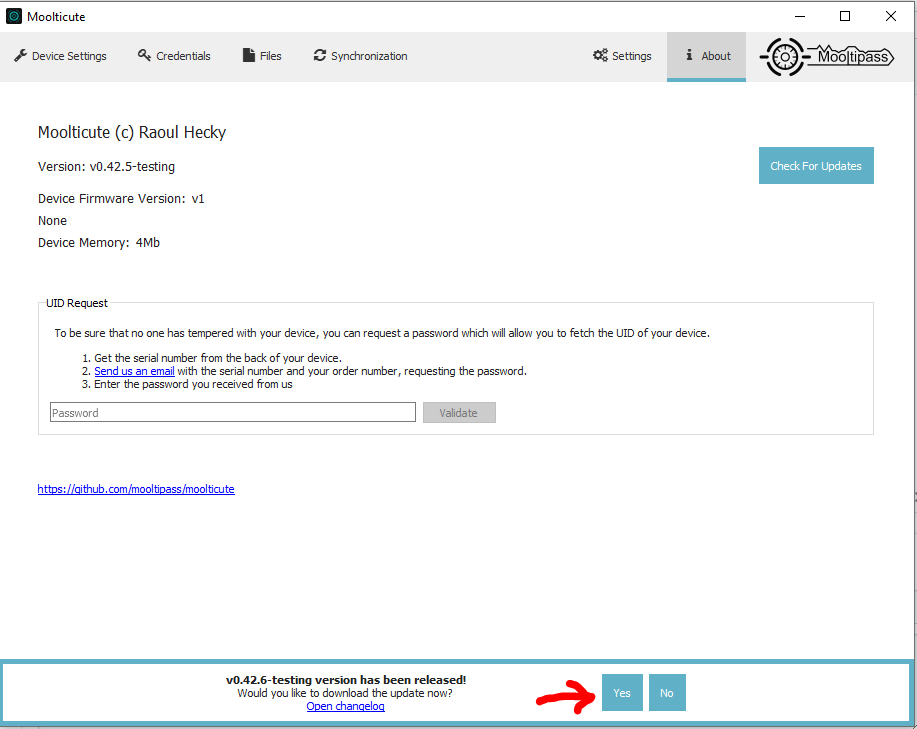 Moolticute
Device Settings Credentials Files Synchronization Settings About Mooltipass
Moolticute (c) Raoul Hecky
Version: v0.42.5-testing
Check For Updates
Device Firmware Version: v1
None
Device Memory: 4Mb
UID Request
To be sure that no one has tempered with your device, you can request a password which will allow you to fetch the UID of your device.
1. Get the serial number from the back of your device.
2. Send us an email with the serial number and your order number, requesting the password.
3. Enter the password you received from us
Password Validate
https://github.com/mooltipass/moolticute
v0.42.6-testing version has been released!
Would you like to download the update now?
Open changelog
Yes No